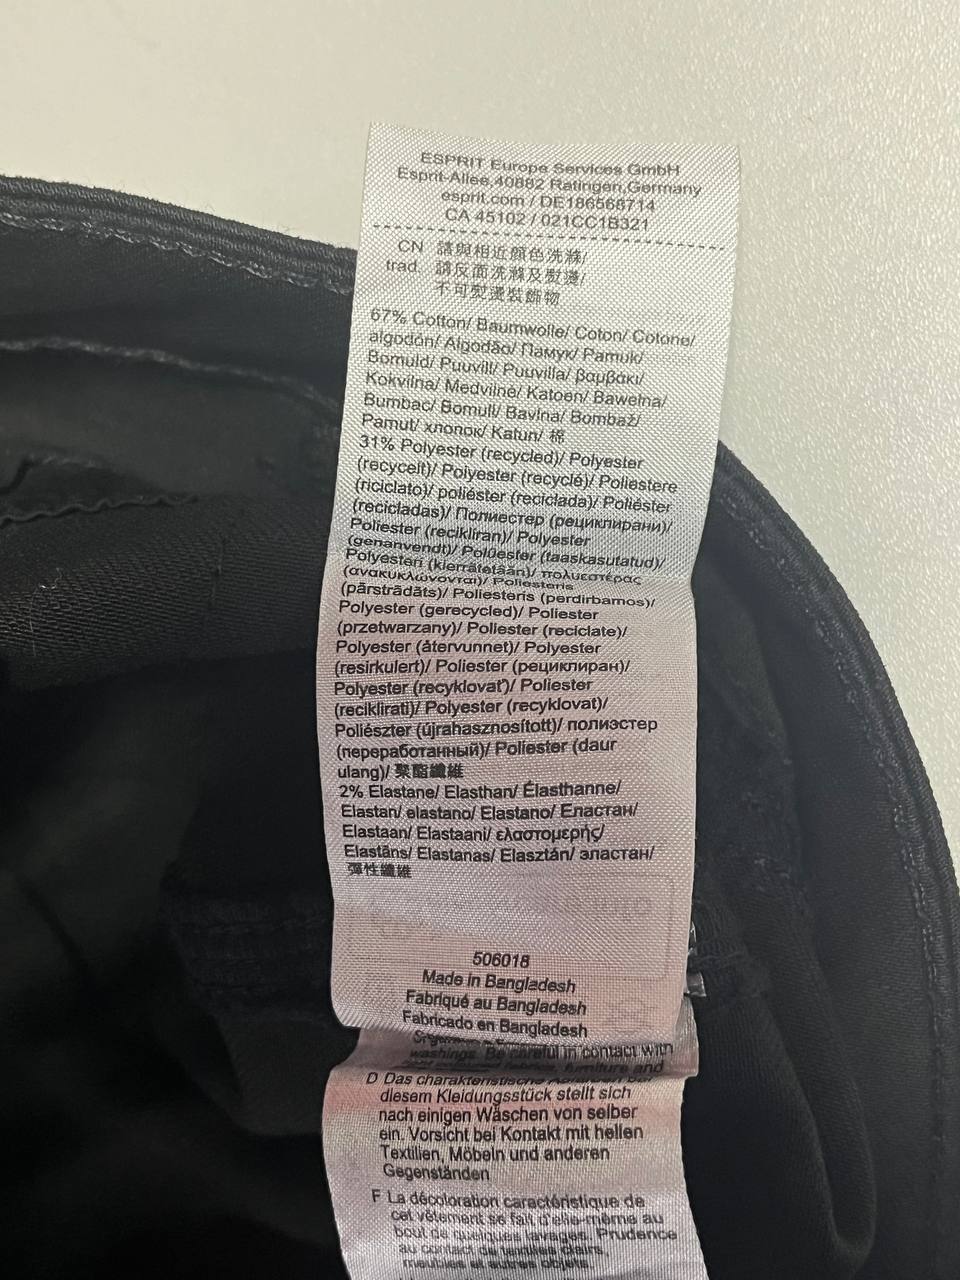 ESPRIT Europe Services GmbH
Esprit-Allee,40882 Ratingen,Germany
esprit.com / DE186568714
CA 45102 / 021CC1B321
CN 請與相近顏色洗滌/
trad. 請反面洗滌及熨燙/
不可熨燙裝飾物
67% Cotton/ Baumwolle/ Coton/ Cotone/
algodón/ Algodão/ Памук/ Pamuk/
Bomuld/ Puuvill/ Puuvilla/ βαμβάκι/
Kokvilna/ Medvilnė/ Katoen/ Bawełna/
Bumbac/ Bomull/ Bavlna/ Bombaž/
Pamut/ хлопок/ Katun/ 棉
31% Polyester (recycled)/ Polyester
(recycelt)/ Polyester (recyclé)/ Poliestere
(riciclato)/ poliéster (reciclada)/ Poliéster
(recicladas)/ Полиестер (рециклирани)/
Poliester (recikliran)/ Polyester
(genanvendt)/ Polüester (taaskasutatud)/
Polyesteri (kierrätetään)/ πολυεστέρας
(ανακυκλώνονται)/ Poliesteris
(pārstrādāts)/ Poliesteris (perdirbamos)/
Polyester (gerecycled)/ Poliester
(przetwarzany)/ Poliester (reciclate)/
Polyester (återvunnet)/ Polyester
(resirkulert)/ Poliester (рециклиран)/
Polyester (recyklovať)/ Poliester
(reciklirati)/ Polyester (recyklovat)/
Poliészter (újrahasznosított)/ полиэстер
(переработанный)/ Poliester (daur
ulang)/ 聚酯纖維
2% Elastane/ Elasthan/ Élasthanne/
Elastan/ elastano/ Elastano/ Еластан/
Elastaan/ Elastaani/ ελαστομερής/
Elastāns/ Elastanas/ Elasztán/ эластан/
彈性纖維
506018
Made in Bangladesh
Fabriqué au Bangladesh
Fabricado en Bangladesh
washings. Be careful in contact with
furniture and
D Das charakteristische
diesem Kleidungsstück stellt sich
nach einigen Wäschen von selber
ein. Vorsicht bei Kontakt mit hellen
Textilien, Möbeln und anderen
Gegenständen
F La décoloration caractéristique de
cet vêtement se fait d'elle-même au
bout de quelques lavages. Prudence
au contact de textiles clairs,
meubles et autres objets.